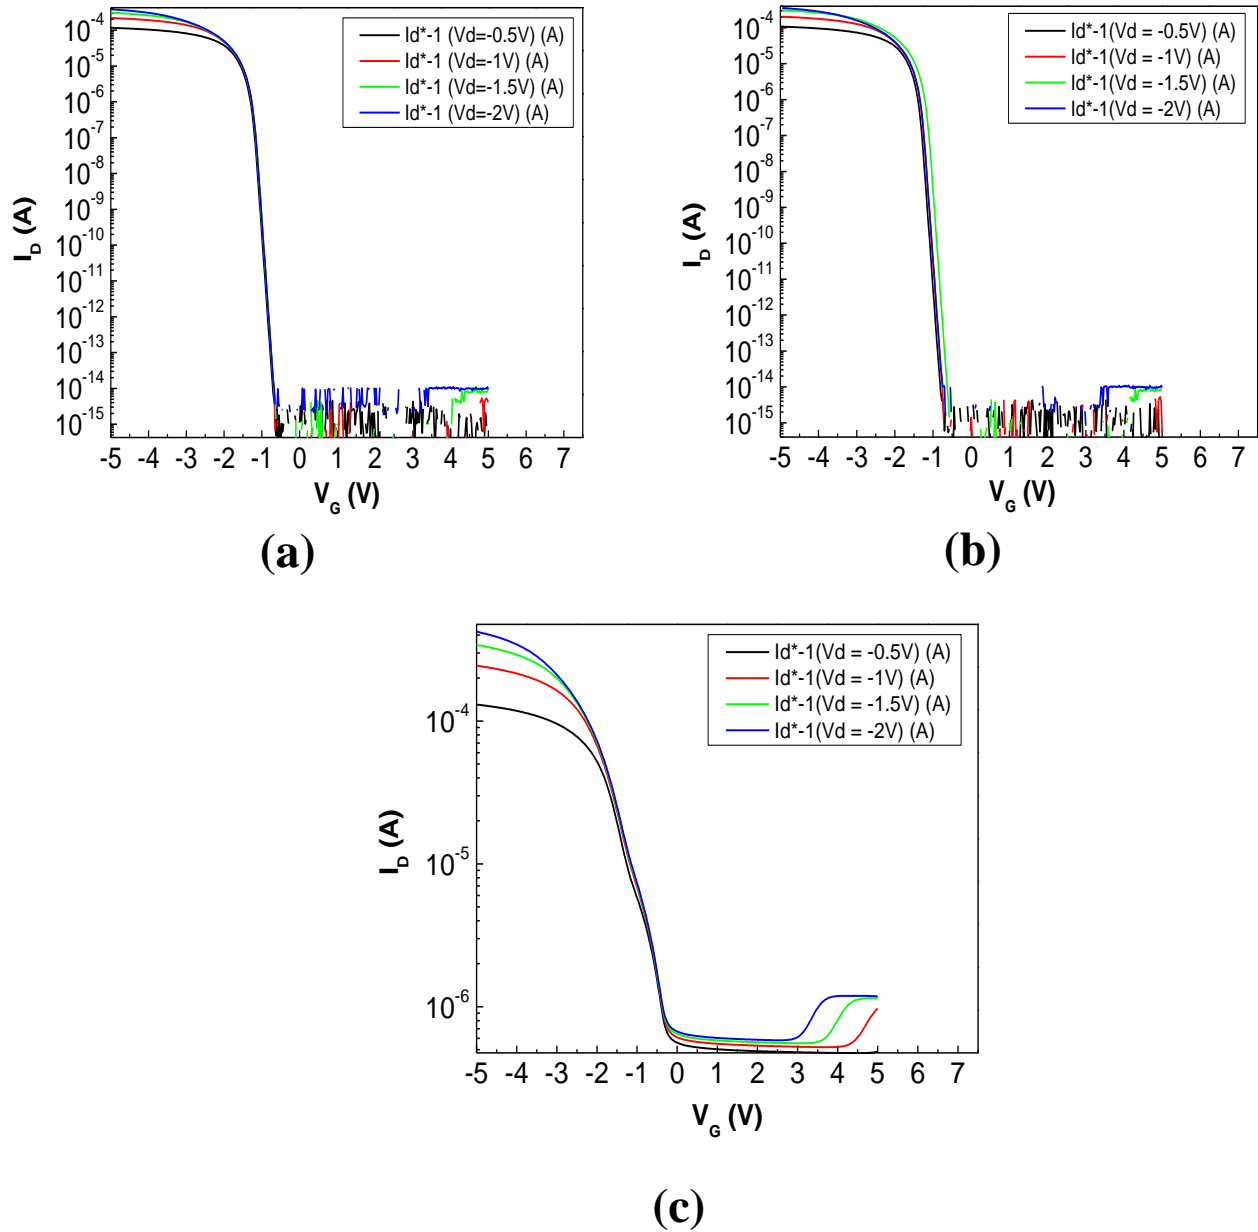 10^-4
10^-5
10^-6
10^-7
10^-8
10^-9
10^-10
10^-11
10^-12
10^-13
10^-14
10^-15
I_D (A)
Id*-1 (Vd=-0.5V) (A)
Id*-1 (Vd=-1V) (A)
Id*-1 (Vd=-1.5V) (A)
Id*-1 (Vd=-2V) (A)
-5 -4 -3 -2 -1 0 1 2 3 4 5 6 7
V_G (V)
(a)
10^-4
10^-5
10^-6
10^-7
10^-8
10^-9
10^-10
10^-11
10^-12
10^-13
10^-14
10^-15
I_D (A)
Id*-1(Vd = -0.5V) (A)
Id*-1(Vd = -1V) (A)
Id*-1(Vd = -1.5V) (A)
Id*-1(Vd = -2V) (A)
-5 -4 -3 -2 -1 0 1 2 3 4 5 6 7
V_G (V)
(b)
10^-4
10^-5
10^-6
I_D (A)
Id*-1(Vd = -0.5V) (A)
Id*-1(Vd = -1V) (A)
Id*-1(Vd = -1.5V) (A)
Id*-1(Vd = -2V) (A)
-5 -4 -3 -2 -1 0 1 2 3 4 5 6 7
V_G (V)
(c)